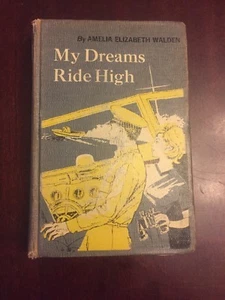 By AMELIA ELIZABETH WALDEN
My Dreams
Ride High